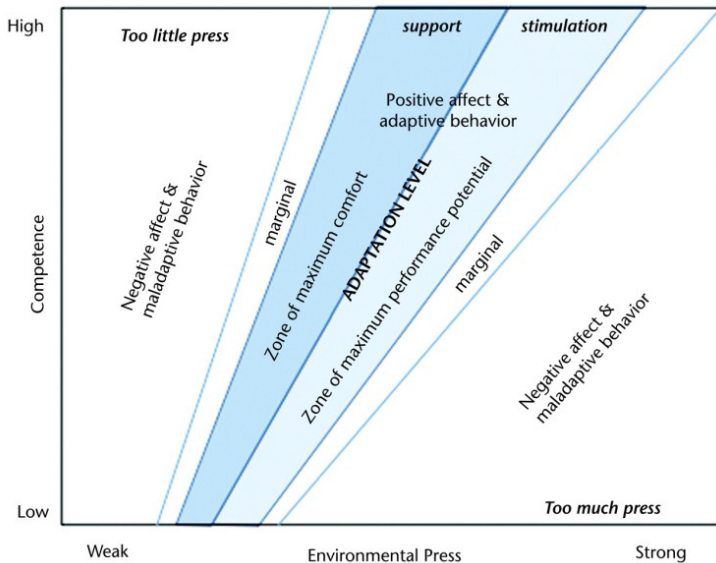 High
Too little press
support
stimulation
Positive affect &
adaptive behavior
Negative affect &
maladaptive behavior
marginal
Zone of maximum comfort
ADAPTATION LEVEL
Zone of maximum performance potential
marginal
Negative affect &
maladaptive behavior
Competence
Low
Too much press
Weak
Environmental Press
Strong